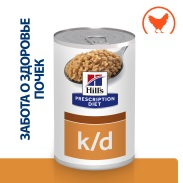 ЗАБОТА О ЗДОРОВЬЕ
ПОЧЕК
Hill's
PRESCRIPTION
DIET
k/d